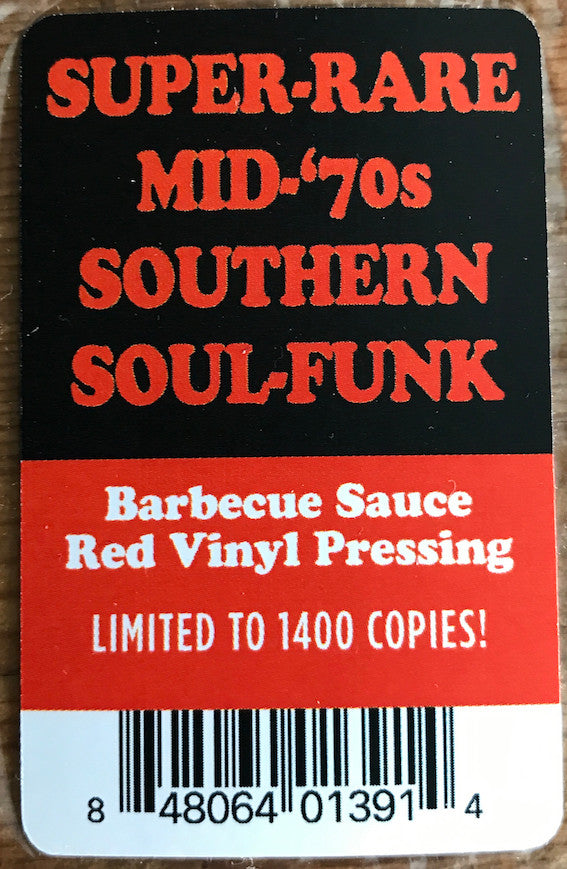 SUPER-RARE
MID-‘70s
SOUTHERN
SOUL-FUNK
Barbecue Sauce
Red Vinyl Pressing
LIMITED TO 1400 COPIES!
8 48064 01391 4